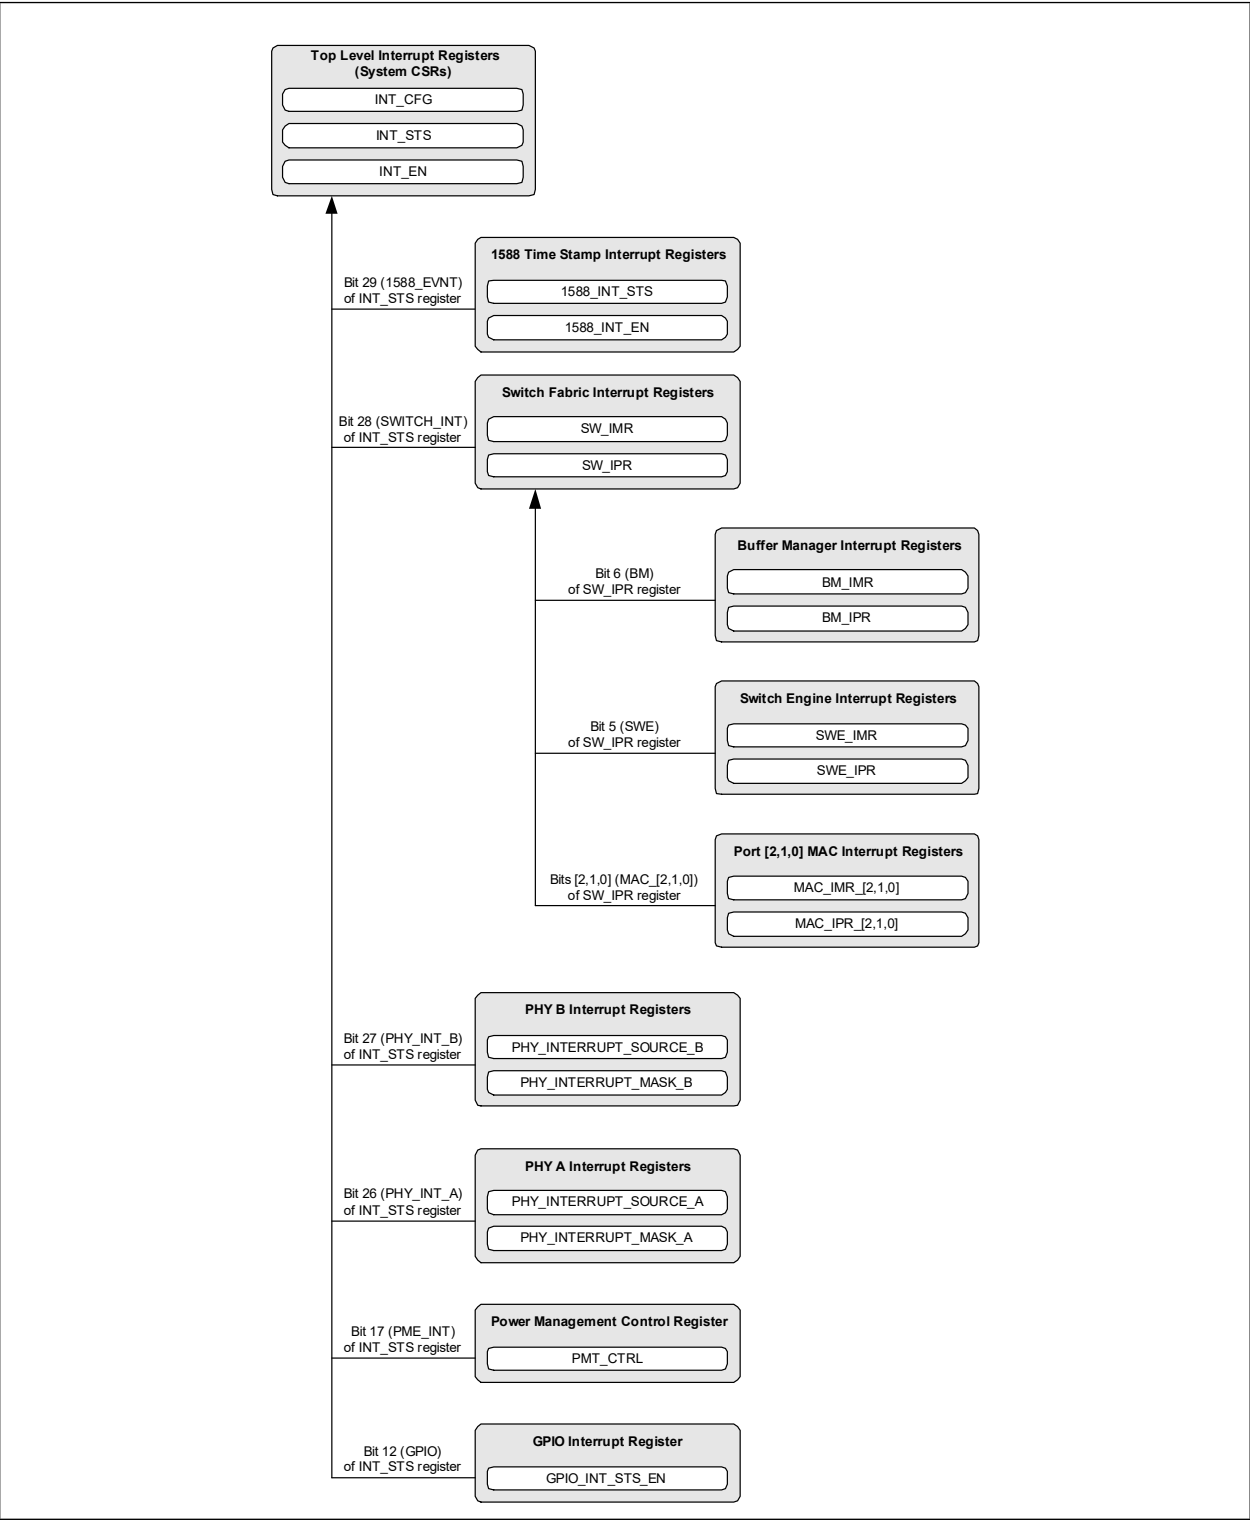 Top Level Interrupt Registers
(System CSRs)
INT_CFG
INT_STS
INT_EN
1588 Time Stamp Interrupt Registers
Bit 29 (1588_EVNT)
of INT_STS register
1588_INT_STS
1588_INT_EN
Switch Fabric Interrupt Registers
Bit 28 (SWITCH_INT)
of INT_STS register
SW_IMR
SW_IPR
Buffer Manager Interrupt Registers
Bit 6 (BM)
of SW_IPR register
BM_IMR
BM_IPR
Switch Engine Interrupt Registers
Bit 5 (SWE)
of SW_IPR register
SWE_IMR
SWE_IPR
Port [2,1,0] MAC Interrupt Registers
Bits [2,1,0] (MAC_[2,1,0])
of SW_IPR register
MAC_IMR_[2,1,0]
MAC_IPR_[2,1,0]
PHY B Interrupt Registers
Bit 27 (PHY_INT_B)
of INT_STS register
PHY_INTERRUPT_SOURCE_B
PHY_INTERRUPT_MASK_B
PHY A Interrupt Registers
Bit 26 (PHY_INT_A)
of INT_STS register
PHY_INTERRUPT_SOURCE_A
PHY_INTERRUPT_MASK_A
Power Management Control Register
Bit 17 (PME_INT)
of INT_STS register
PMT_CTRL
GPIO Interrupt Register
Bit 12 (GPIO)
of INT_STS register
GPIO_INT_STS_EN